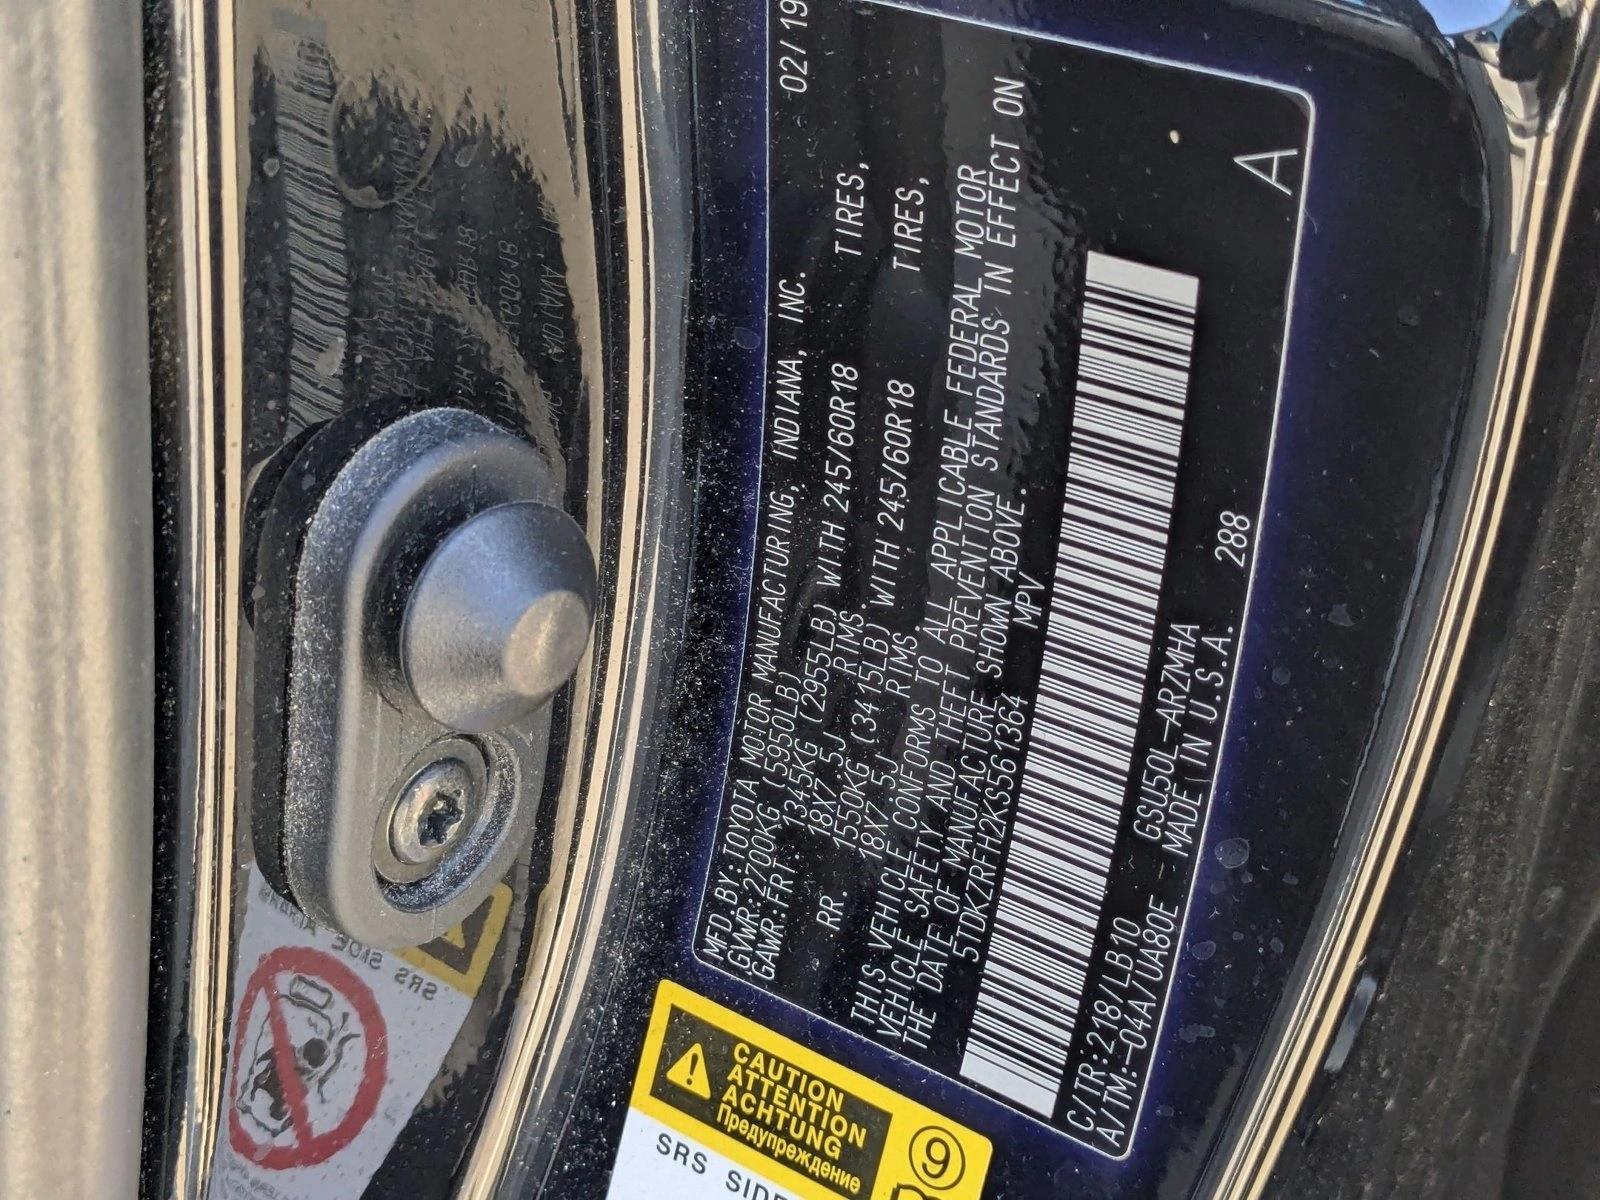 MFD. BY: TOYOTA MOTOR MANUFACTURING, INDIANA, INC. 02/19
GVWR: 2700KG (5950LB)
GAWR: FRT. 1345KG (2955LB) WITH 245/60R18 TIRES,
18X7.5J RIMS.
RR. 1550KG (3415LB) WITH 245/60R18 TIRES,
18X7.5J RIMS
THIS VEHICLE CONFORMS TO ALL APPLICABLE FEDERAL MOTOR
VEHICLE SAFETY AND THEFT PREVENTION STANDARDS IN EFFECT ON
THE DATE OF MANUFACTURE SHOWN ABOVE.
5TDKZRFH2KS561364 MPV
C/TR: 218/LB10 GSU50L-ARZMHA
A/TM: -04A/UA80E MADE IN U.S.A. 288
A
CAUTION
ATTENTION
ACHTUNG
Предупреждение
9
SRS SIDE